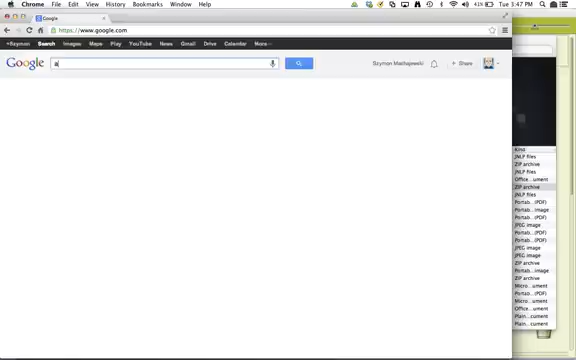 Chrome File Edit View History Bookmarks Window Help 41% Tue 3:47 PM
Google
https://www.google.com
+Szymon Search Images Maps Play YouTube News Gmail Drive Calendar More
Google a Szymon Machajewski + Share
Kind
JNLP files
ZIP archive
JNLP files
Office...ument
ZIP archive
JNLP files
Portab...(PDF)
Portab...image
Portab...(PDF)
JPEG image
Portab...(PDF)
Portab...(PDF)
JPEG image
JPEG image
ZIP archive
Portab...image
ZIP archive
Micro...ument
Portab...(PDF)
Micro...ument
Office...ument
Plain...cument
Plain...cument